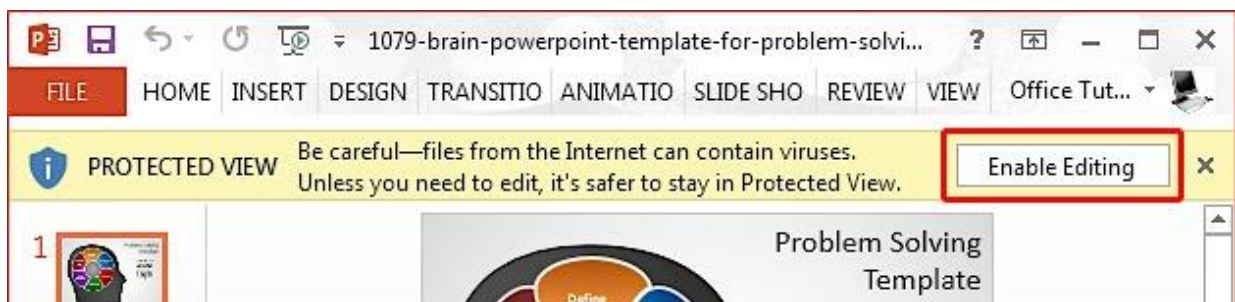 1079-brain-powerpoint-template-for-problem-solvi... ?
FILE HOME INSERT DESIGN TRANSITIO ANIMATIO SLIDE SHO REVIEW VIEW Office Tut...
PROTECTED VIEW Be careful—files from the Internet can contain viruses.
Unless you need to edit, it's safer to stay in Protected View.
Enable Editing
1
Problem Solving
Template
Define